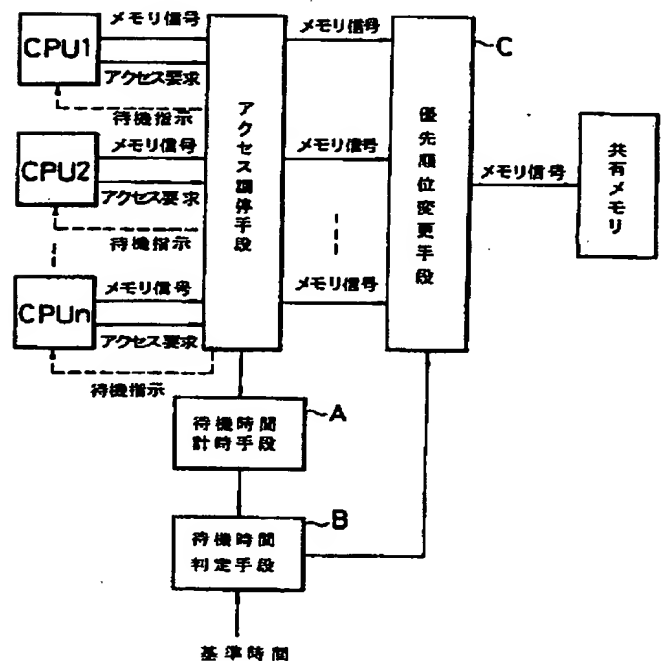 メモリ信号
CPU1
アクセス要求
待機指示
メモリ信号
CPU2
アクセス要求
待機指示
メモリ信号
CPUn
アクセス要求
待機指示
アクセス調停手段
メモリ信号
メモリ信号
メモリ信号
優先順位変更手段
C
メモリ信号
共有メモリ
待機時間
計時手段
A
待機時間
判定手段
B
基準時間